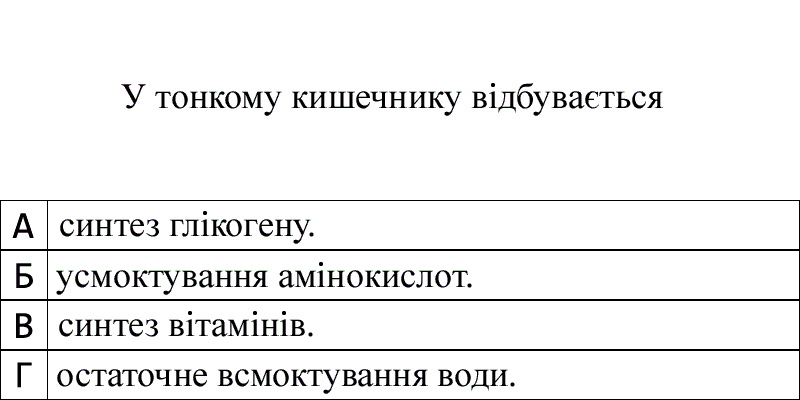 У тонкому кишечнику відбувається
А синтез глікогену.
Б усмоктування амінокислот.
В синтез вітамінів.
Г остаточне всмоктування води.